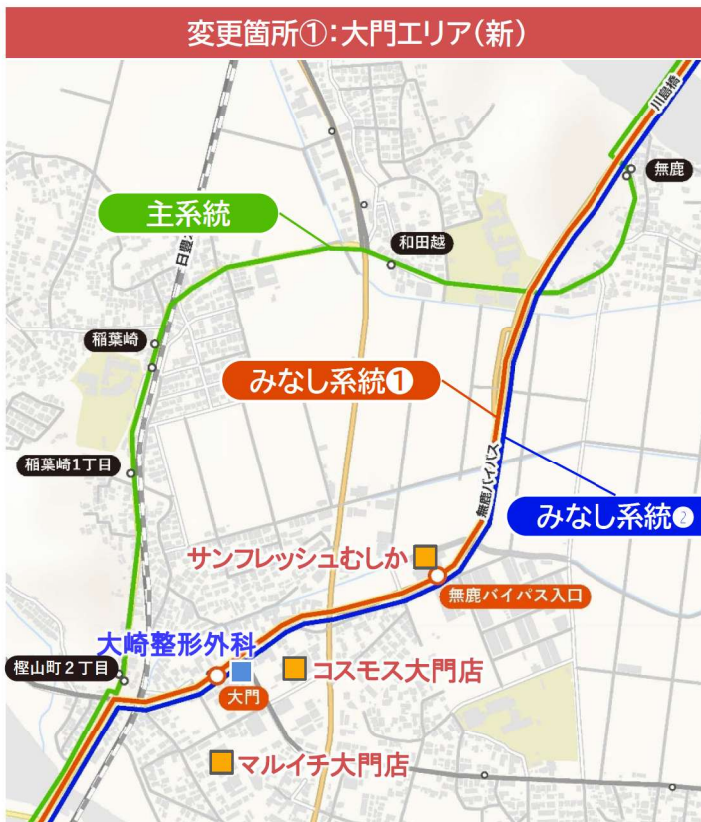 変更箇所①:大門エリア(新)
川島橋
無鹿
主系統
和田越
日豊
稲葉崎
みなし系統❶
稲葉崎1丁目
無鹿バイパス
みなし系統❷
サンフレッシュむしか
無鹿バイパス入口
大崎整形外科
樫山町2丁目
コスモス大門店
大門
マルイチ大門店